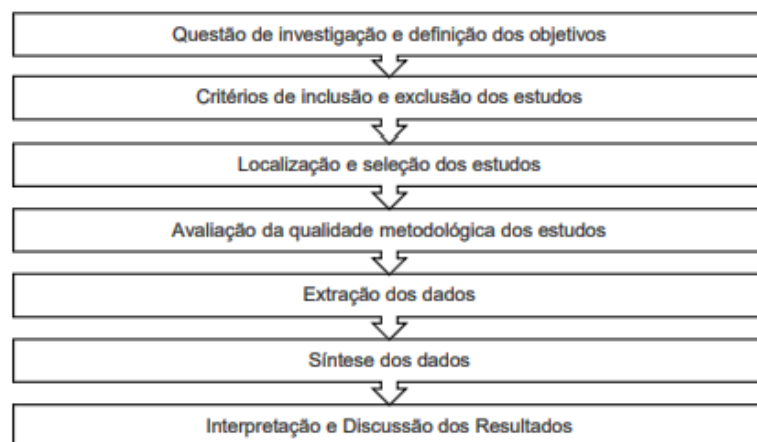 Questão de investigação e definição dos objetivos
Critérios de inclusão e exclusão dos estudos
Localização e seleção dos estudos
Avaliação da qualidade metodológica dos estudos
Extração dos dados
Síntese dos dados
Interpretação e Discussão dos Resultados